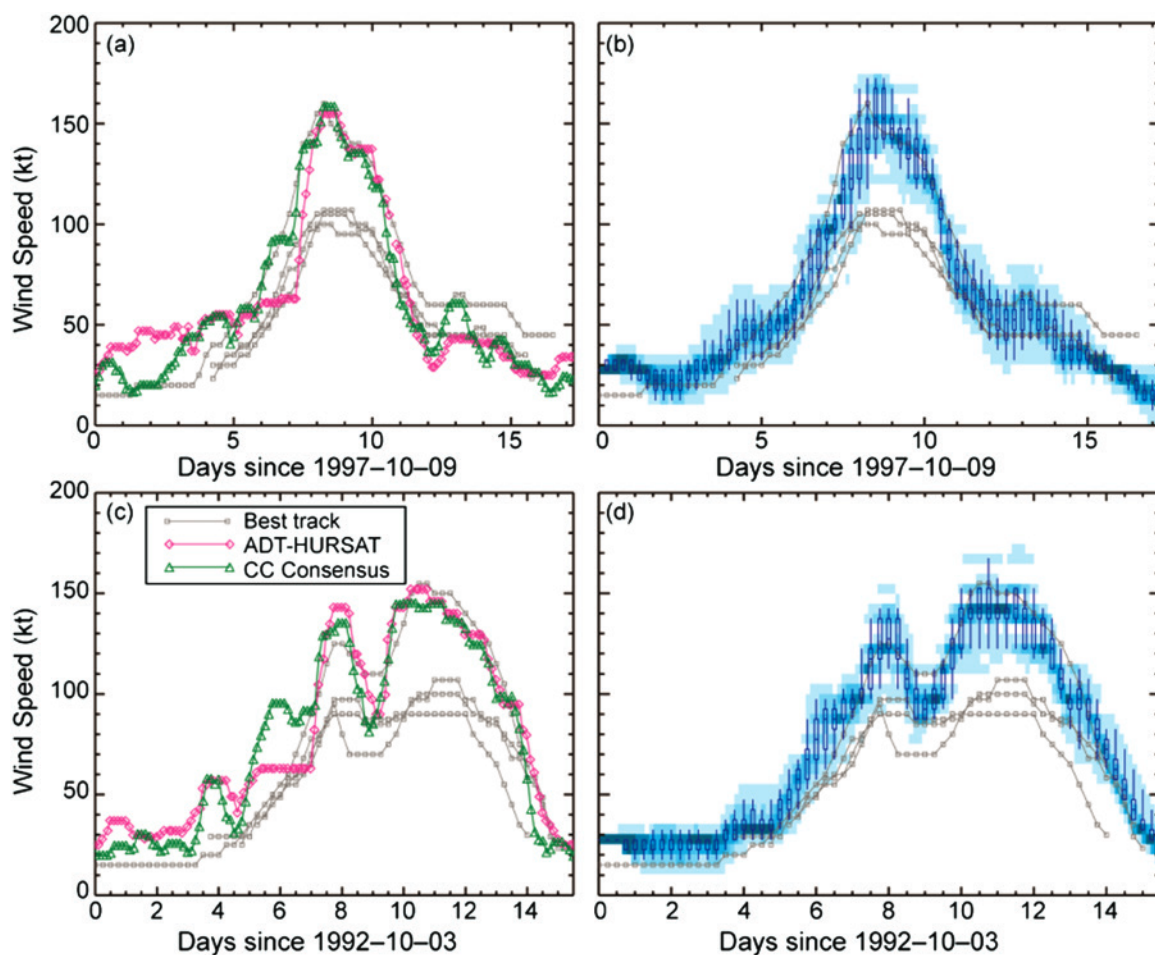 (a)
(b)
200
150
100
50
0
Wind Speed (kt)
0 5 10 15
0 5 10 15
Days since 1997–10–09
Days since 1997–10–09
(c)
(d)
Best track
ADT-HURSAT
CC Consensus
200
150
100
50
0
Wind Speed (kt)
0 2 4 6 8 10 12 14
0 2 4 6 8 10 12 14
Days since 1992–10–03
Days since 1992–10–03